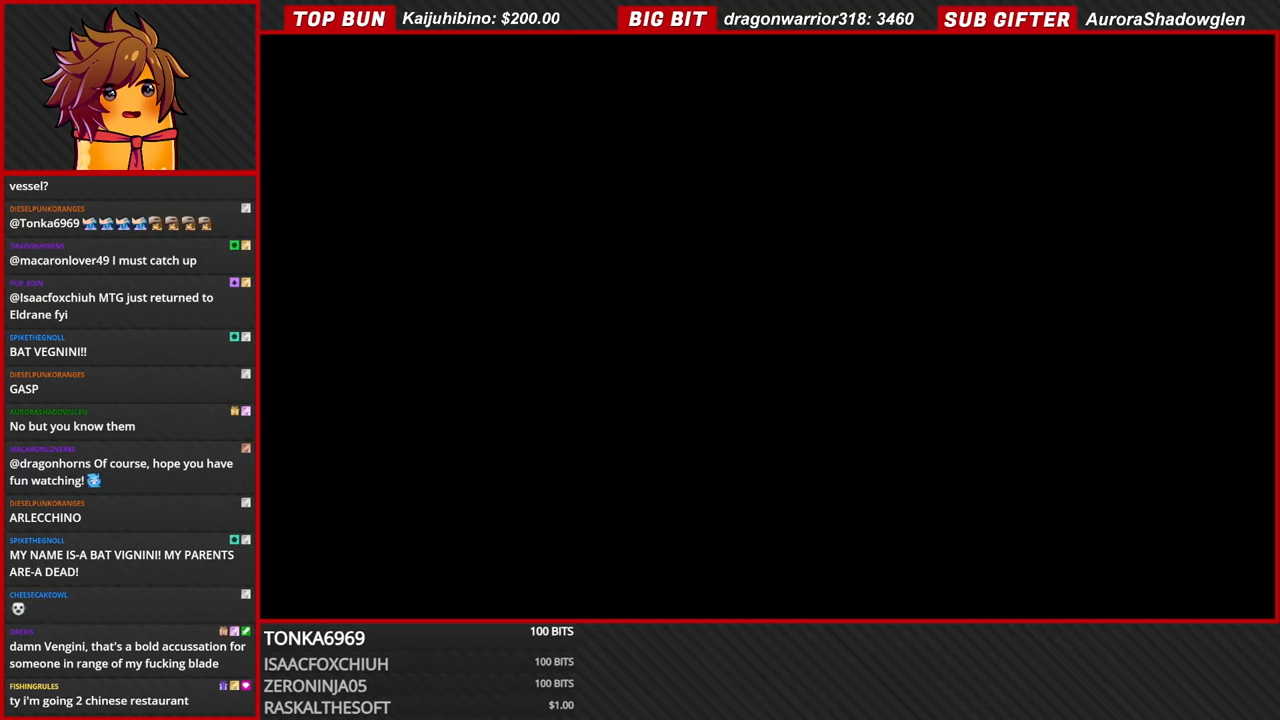 TOP BUN Kaijuhibino: $200.00 BIG BIT dragonwarrior318: 3460 SUB GIFTER AuroraShadowglen
vessel?
DIESELPUNKORANGES
@Tonka6969
DRAGONHORNS
@macaronlover49 I must catch up
PUP_EOIN
@Isaacfoxchiuh MTG just returned to
Eldrane fyi
SPIKETHEGNOLL
BAT VEGNINI!!
DIESELPUNKORANGES
GASP
AURORASHADOWGLEN
No but you know them
MACARONLOVER49
@dragonhorns Of course, hope you have
fun watching!
DIESELPUNKORANGES
ARLECCHINO
SPIKETHEGNOLL
MY NAME IS-A BAT VIGNINI! MY PARENTS
ARE-A DEAD!
CHEESECAKEOWL
damn Vengini, that's a bold accussation for
someone in range of my fucking blade
FISHINGRULES
ty i'm going 2 chinese restaurant
TONKA6969 100 BITS
ISAACFOXCHIUH 100 BITS
ZERONINJA05 100 BITS
RASKALTHESOFT $1.00